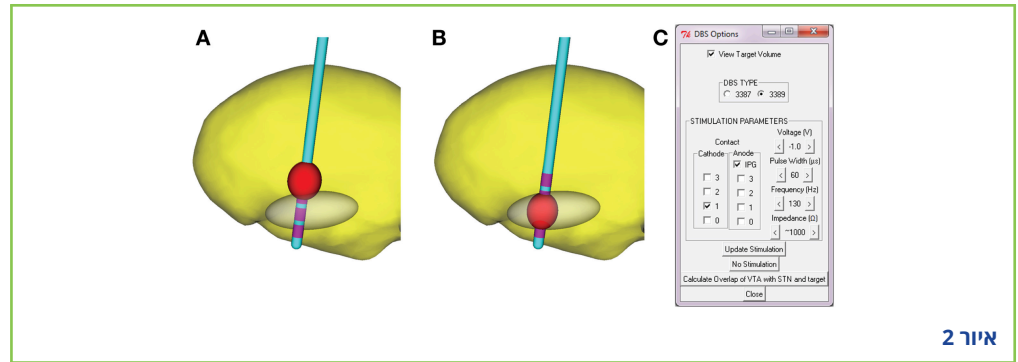 A
B
C
DBS Options
View Target Volume
DBS TYPE
3387 3389
STIMULATION PARAMETERS
Contact
Cathode
3
2
1
0
Anode
IPG
3
2
1
0
Voltage (V)
< -1.0 >
Pulse Width (µs)
< 60 >
Frequency (Hz)
< 130 >
Impedance (Ω)
< ~1000 >
Update Stimulation
No Stimulation
Calculate Overlap of VTA with STN and target
Close
איור 2